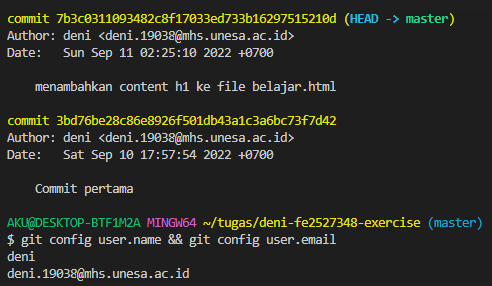 commit 7b3c0311093482c8f17033ed733b16297515210d (HEAD -> master)
Author: deni <deni.19038@mhs.unesa.ac.id>
Date:   Sun Sep 11 02:25:10 2022 +0700
menambahkan content h1 ke file belajar.html
commit 3bd76be28c86e8926f501db43a1c3a6bc73f7d42
Author: deni <deni.19038@mhs.unesa.ac.id>
Date:   Sat Sep 10 17:57:54 2022 +0700
Commit pertama
AKU@DESKTOP-BTF1M2A MINGW64 ~/tugas/deni-fe2527348-exercise (master)
$ git config user.name && git config user.email
deni
deni.19038@mhs.unesa.ac.id